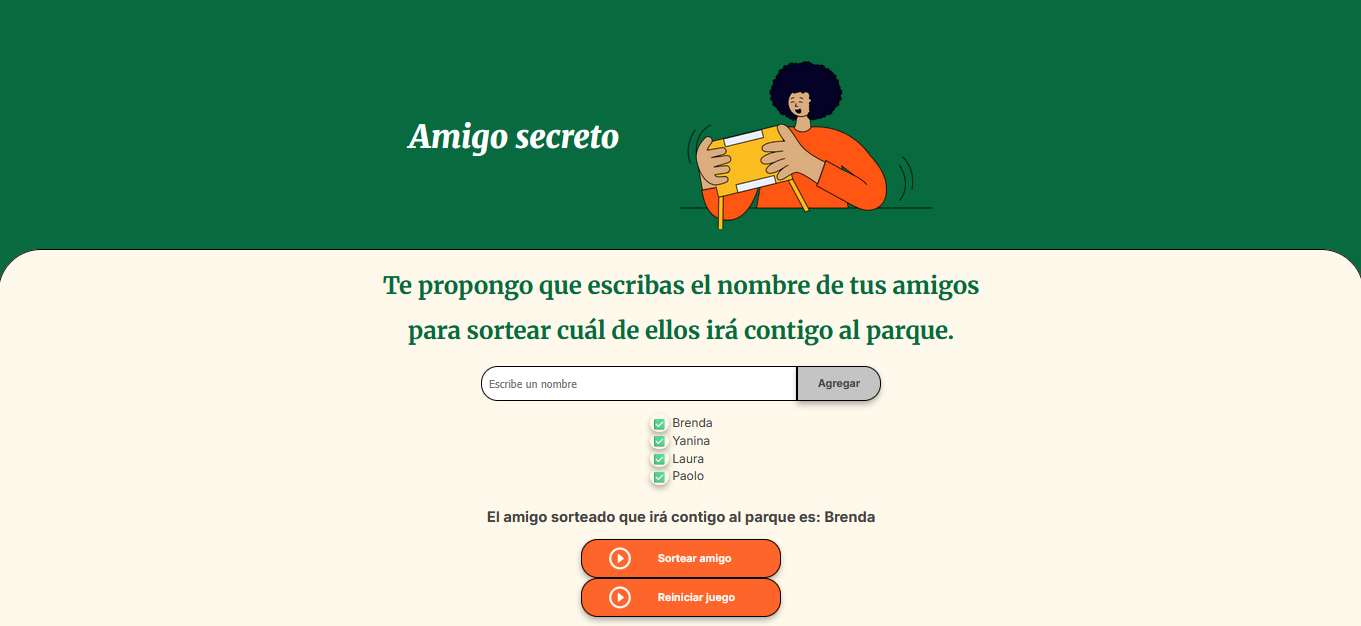 Amigo secreto
Te propongo que escribas el nombre de tus amigos
para sortear cuál de ellos irá contigo al parque.
Escribe un nombre
Agregar
Brenda
Yanina
Laura
Paolo
El amigo sorteado que irá contigo al parque es: Brenda
Sortear amigo
Reiniciar juego